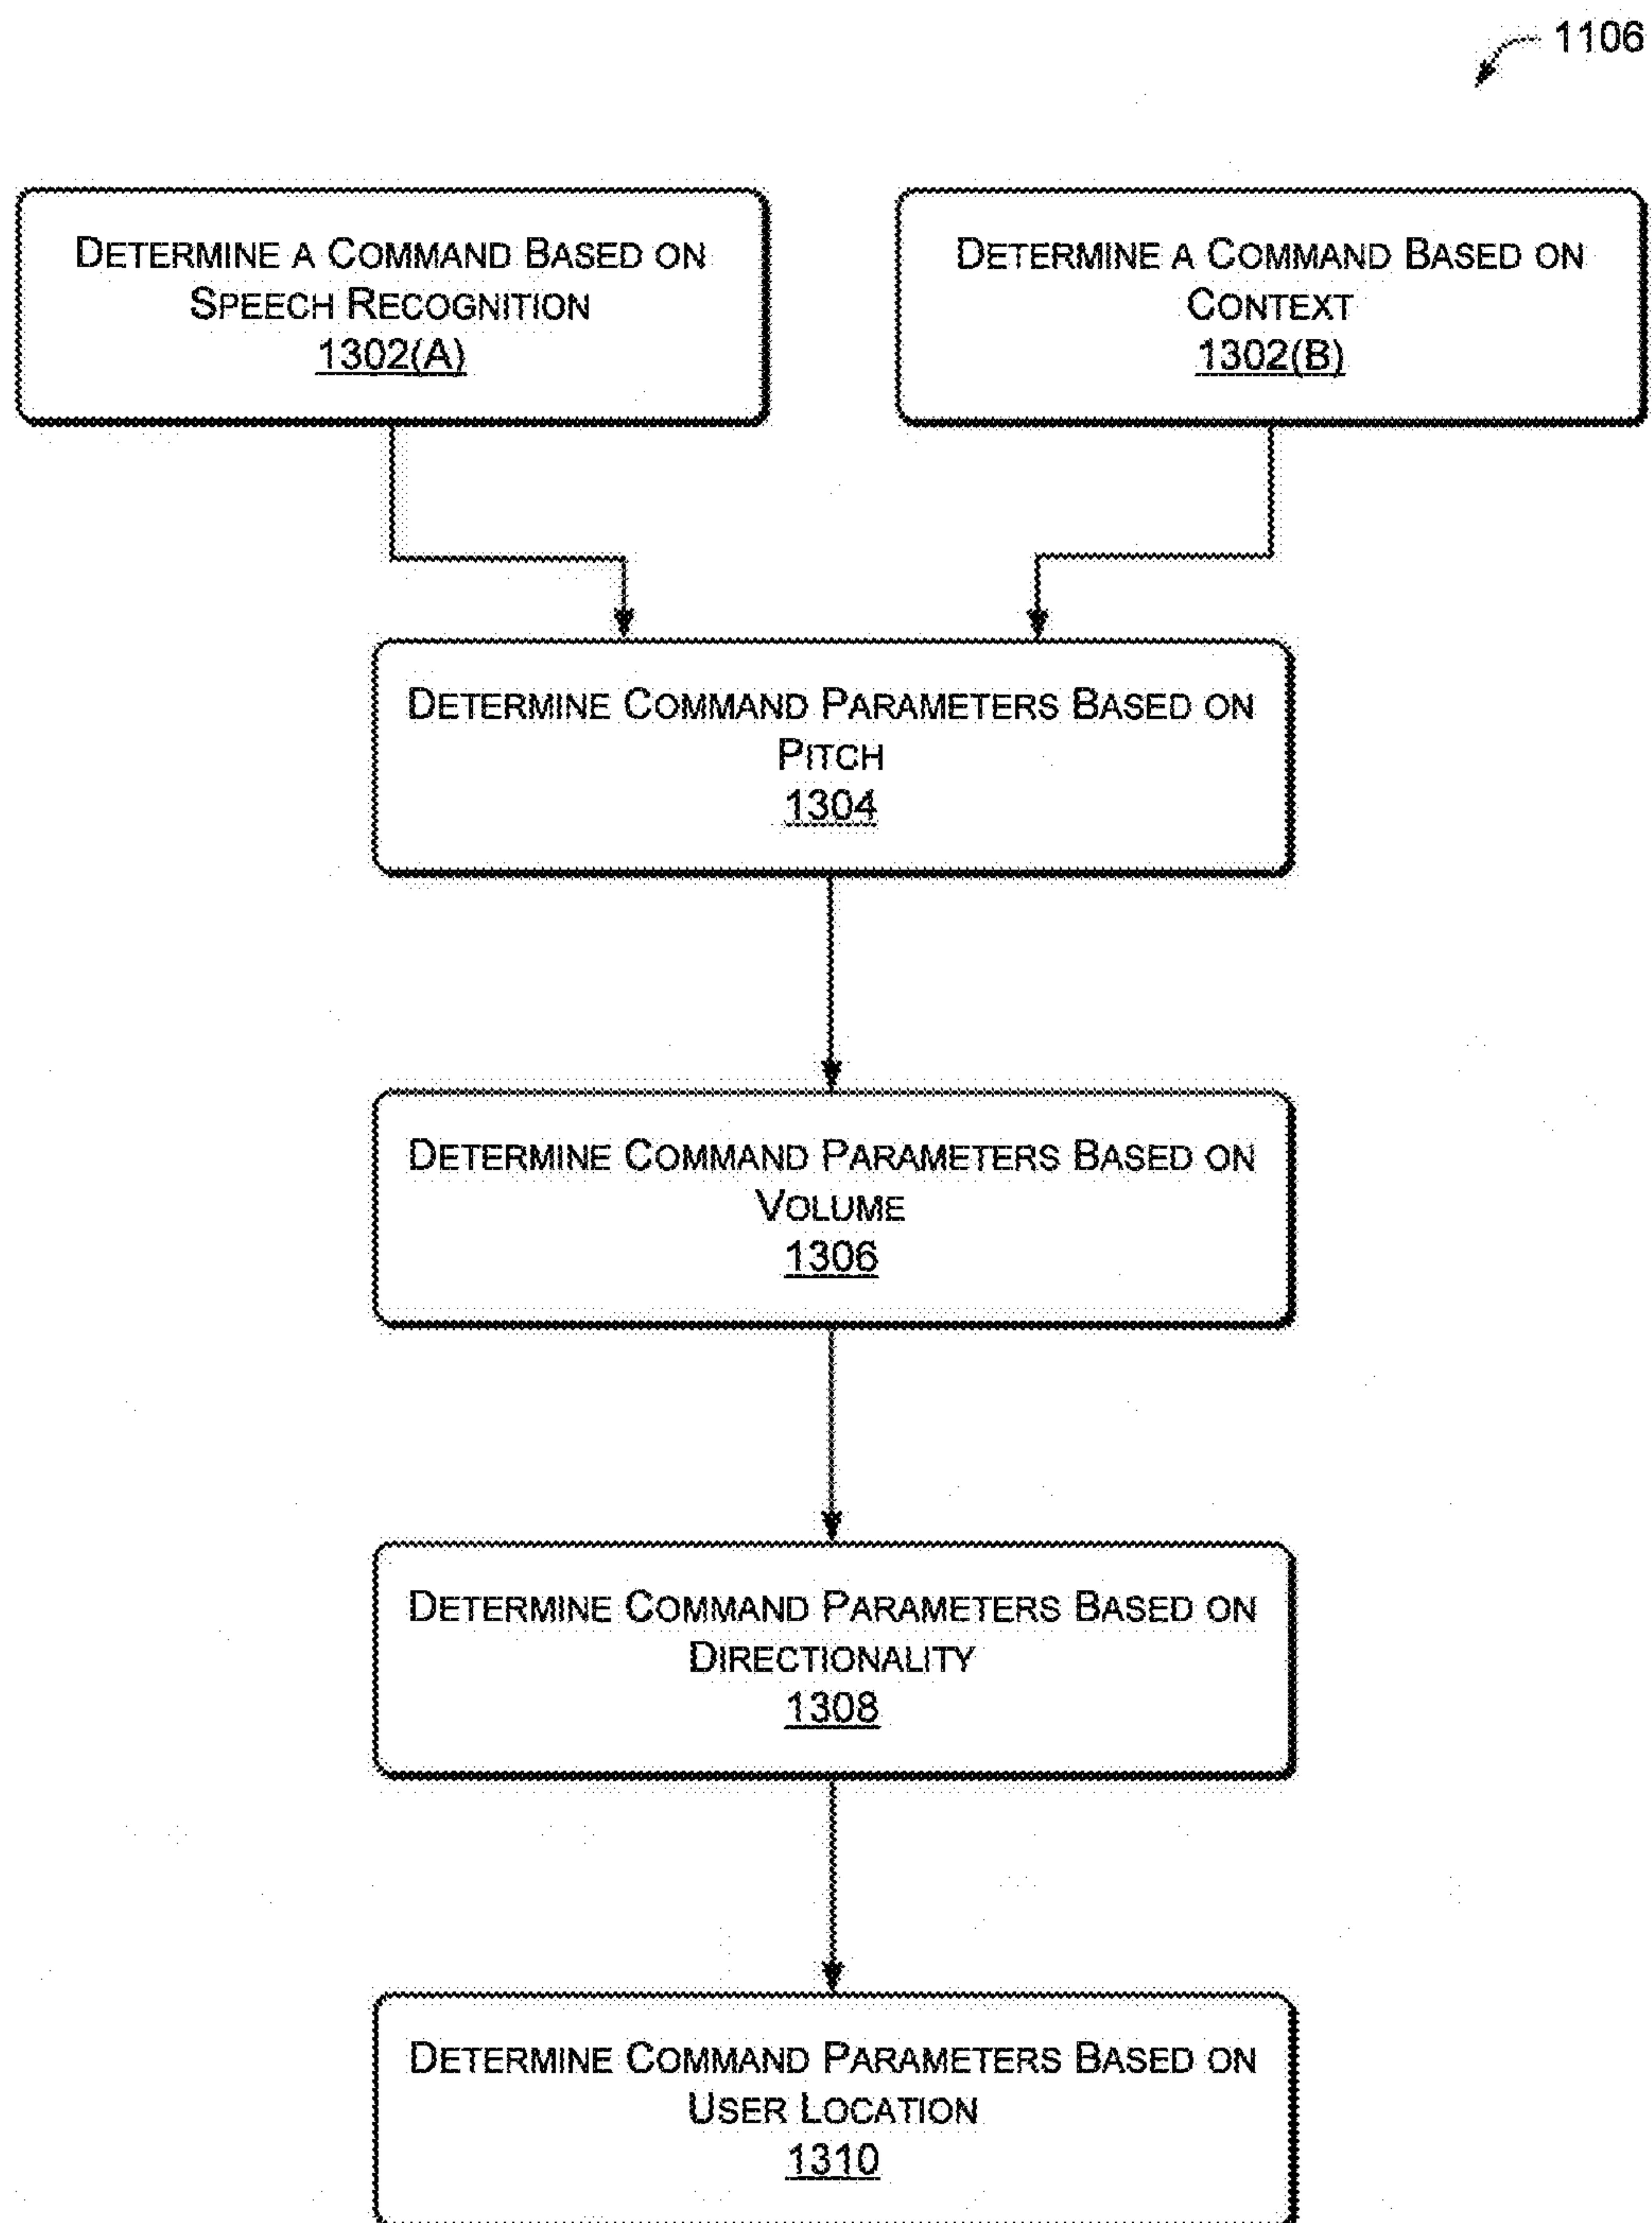 1106
DETERMINE A COMMAND BASED ON
SPEECH RECOGNITION
1302(A)
DETERMINE A COMMAND BASED ON
CONTEXT
1302(B)
DETERMINE COMMAND PARAMETERS BASED ON
PITCH
1304
DETERMINE COMMAND PARAMETERS BASED ON
VOLUME
1306
DETERMINE COMMAND PARAMETERS BASED ON
DIRECTIONALITY
1308
DETERMINE COMMAND PARAMETERS BASED ON
USER LOCATION
1310